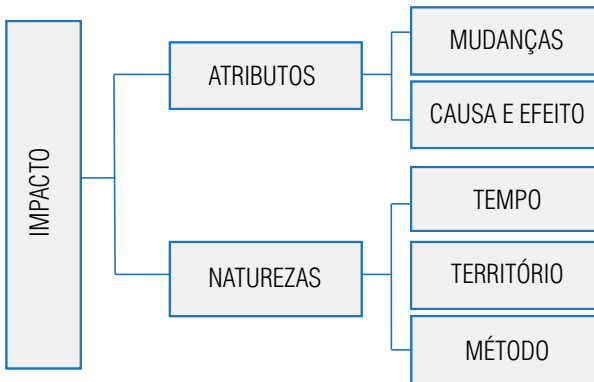 IMPACTO
ATRIBUTOS
MUDANÇAS
CAUSA E EFEITO
NATUREZAS
TEMPO
TERRITÓRIO
MÉTODO